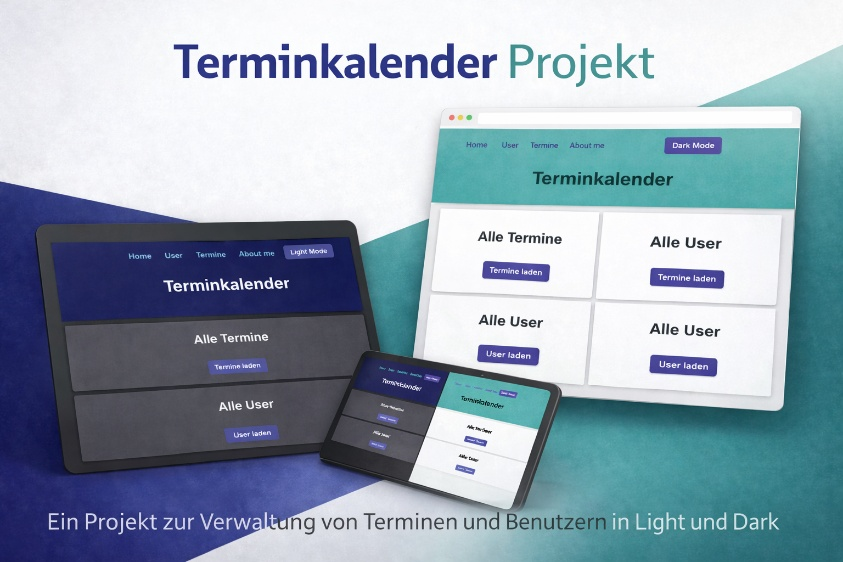 Terminkalender Projekt
Home User Termine About me Dark Mode
Terminkalender
Alle Termine Alle User
Termine laden Termine laden
Alle User Alle User
User laden User laden
Home User Termine About me Light Mode
Terminkalender
Alle Termine
Termine laden
Alle User
User laden
Terminkalender Terminkalender
Ein Projekt zur Verwaltung von Terminen und Benutzern in Light und Dark